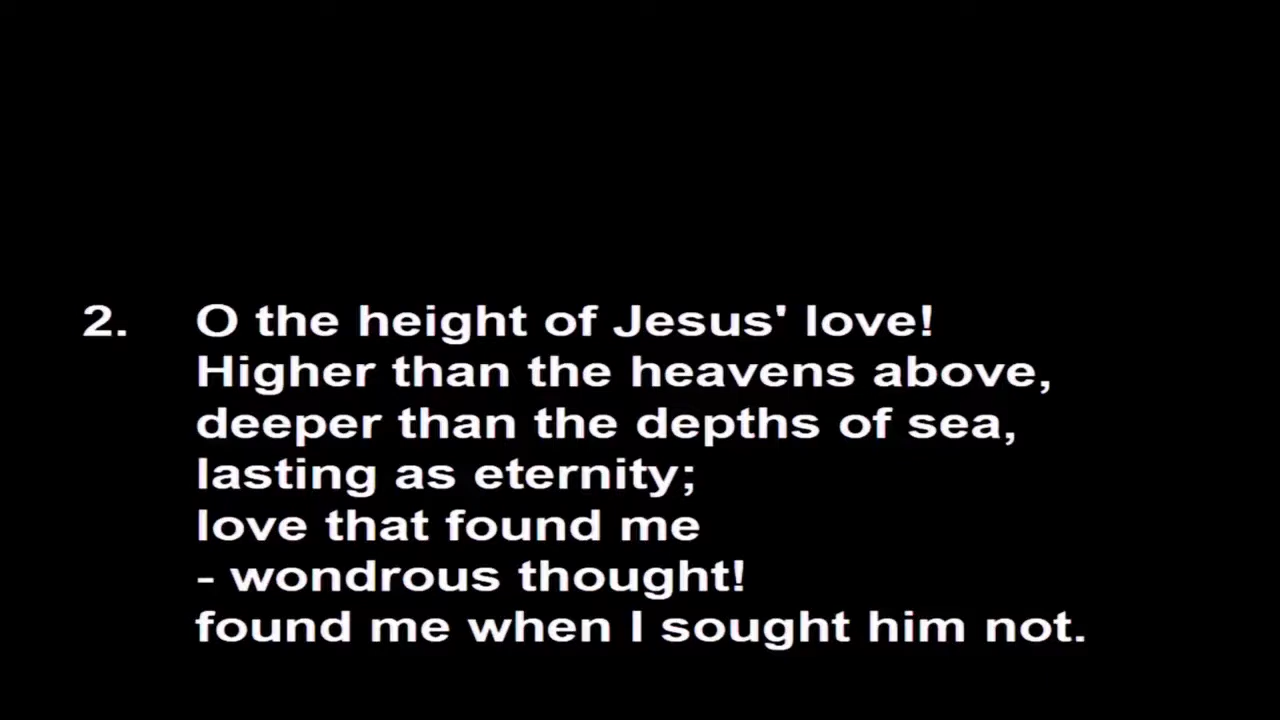 2. O the height of Jesus' love!
Higher than the heavens above,
deeper than the depths of sea,
lasting as eternity;
love that found me
- wondrous thought!
found me when I sought him not.